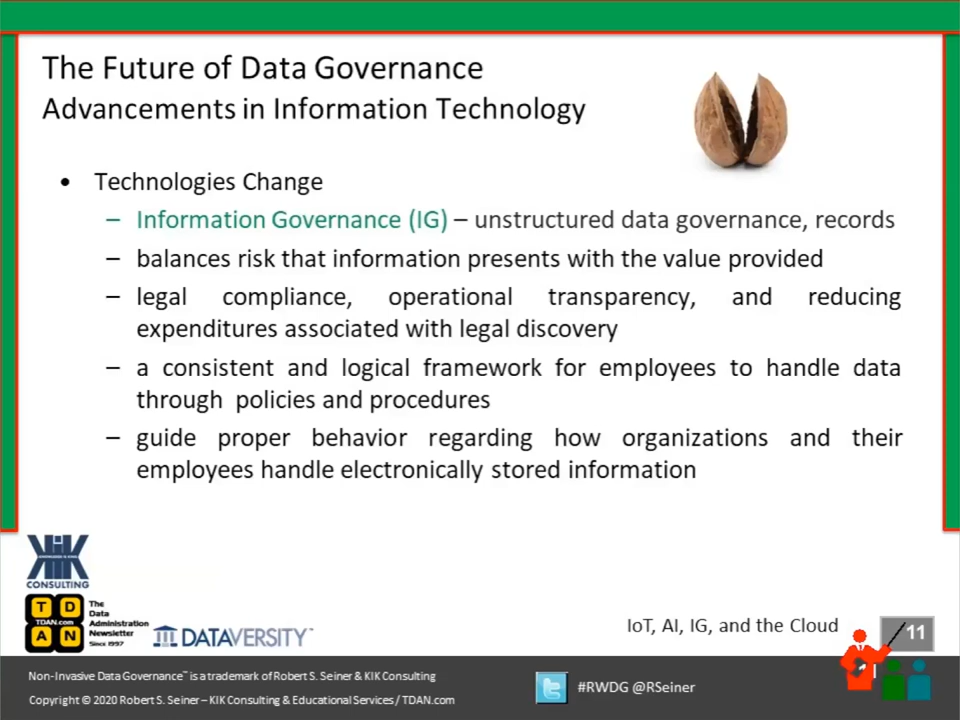 The Future of Data Governance
Advancements in Information Technology
• Technologies Change
– Information Governance (IG) – unstructured data governance, records
– balances risk that information presents with the value provided
– legal compliance, operational transparency, and reducing
expenditures associated with legal discovery
– a consistent and logical framework for employees to handle data
through policies and procedures
– guide proper behavior regarding how organizations and their
employees handle electronically stored information
KIK
CONSULTING
T D
TDAN.com
A N
The
Data
Administration
Newsletter
Since 1997
DATAVERSITY™
IoT, AI, IG, and the Cloud
11
Non-Invasive Data Governance™ is a trademark of Robert S. Seiner & KIK Consulting
Copyright © 2020 Robert S. Seiner – KIK Consulting & Educational Services / TDAN.com
#RWDG @RSeiner